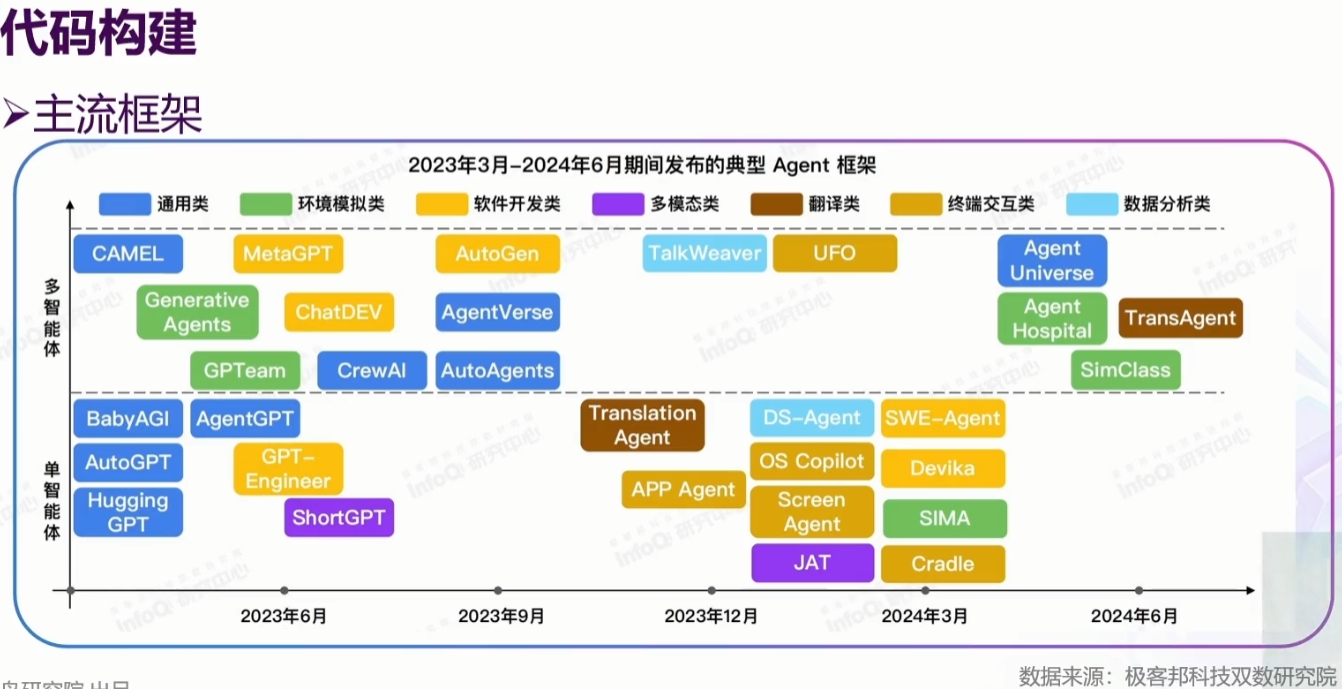 代码构建
➢主流框架
2023年3月-2024年6月期间发布的典型 Agent 框架
通用类 环境模拟类 软件开发类 多模态类 翻译类 终端交互类 数据分析类
多智能体
CAMEL MetaGPT AutoGen TalkWeaver UFO Agent
Universe
Generative
Agents ChatDEV AgentVerse Agent
Hospital TransAgent
GPTeam CrewAI AutoAgents SimClass
单智能体
BabyAGI AgentGPT Translation
Agent DS-Agent SWE-Agent
AutoGPT GPT-
Engineer APP Agent OS Copilot Devika
Hugging
GPT ShortGPT Screen
Agent SIMA
JAT Cradle
2023年6月 2023年9月 2023年12月 2024年3月 2024年6月
数据来源：极客邦科技双数研究院
研究院 出品
InfoQ 研究中心